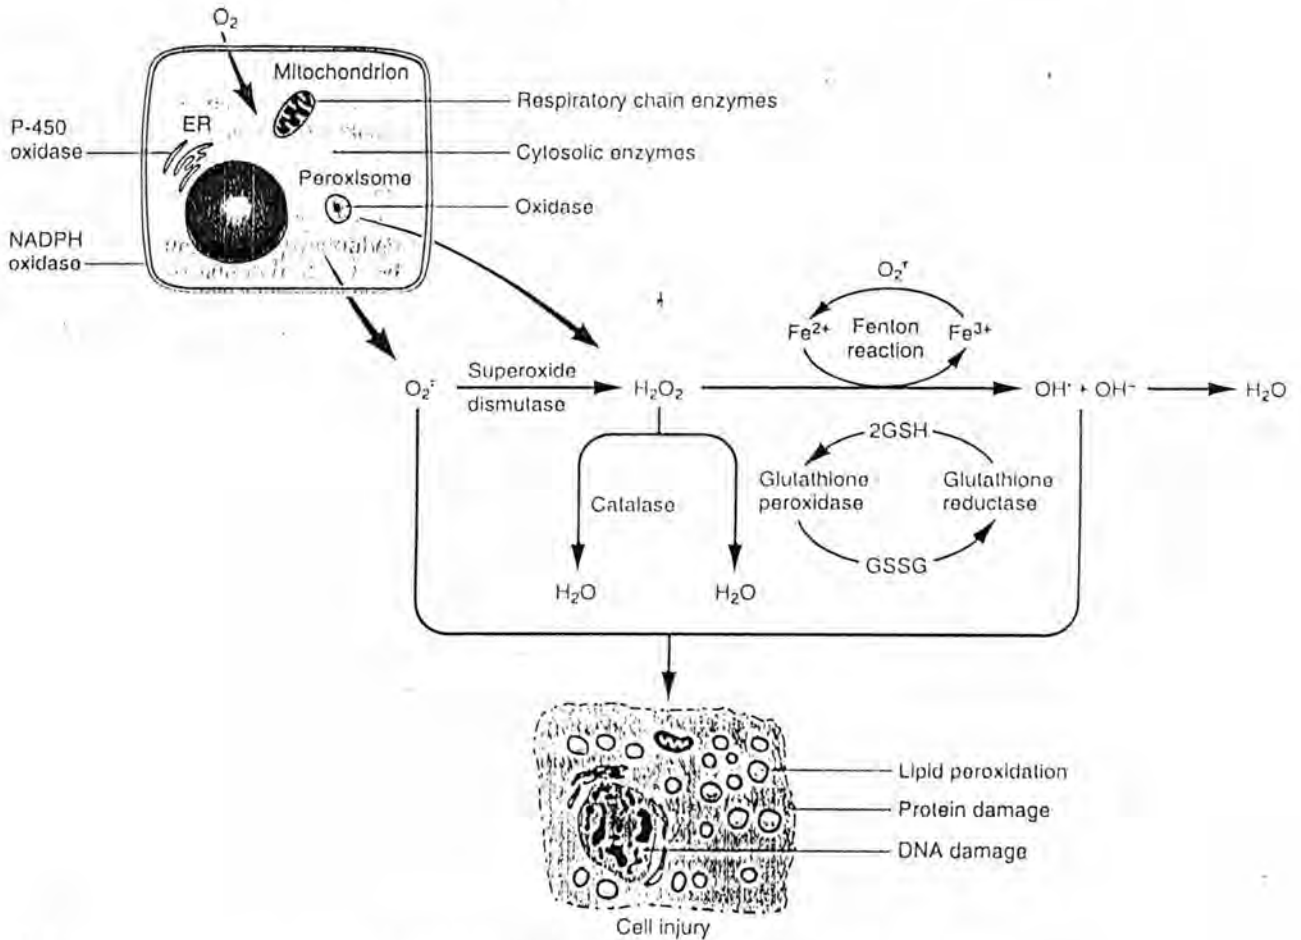 O₂
Mitochondrion
Respiratory chain enzymes
P-450
oxidase
ER
Cytosolic enzymes
Peroxisome
Oxidase
NADPH
oxidase
O₂⁻
Fe²⁺
Fenton
reaction
Fe³⁺
O₂⁻
Superoxide
dismutase
H₂O₂
OH· + OH⁻
H₂O
2GSH
Glutathione
peroxidase
Glutathione
reductase
Catalase
GSSG
H₂O
H₂O
Lipid peroxidation
Protein damage
DNA damage
Cell injury